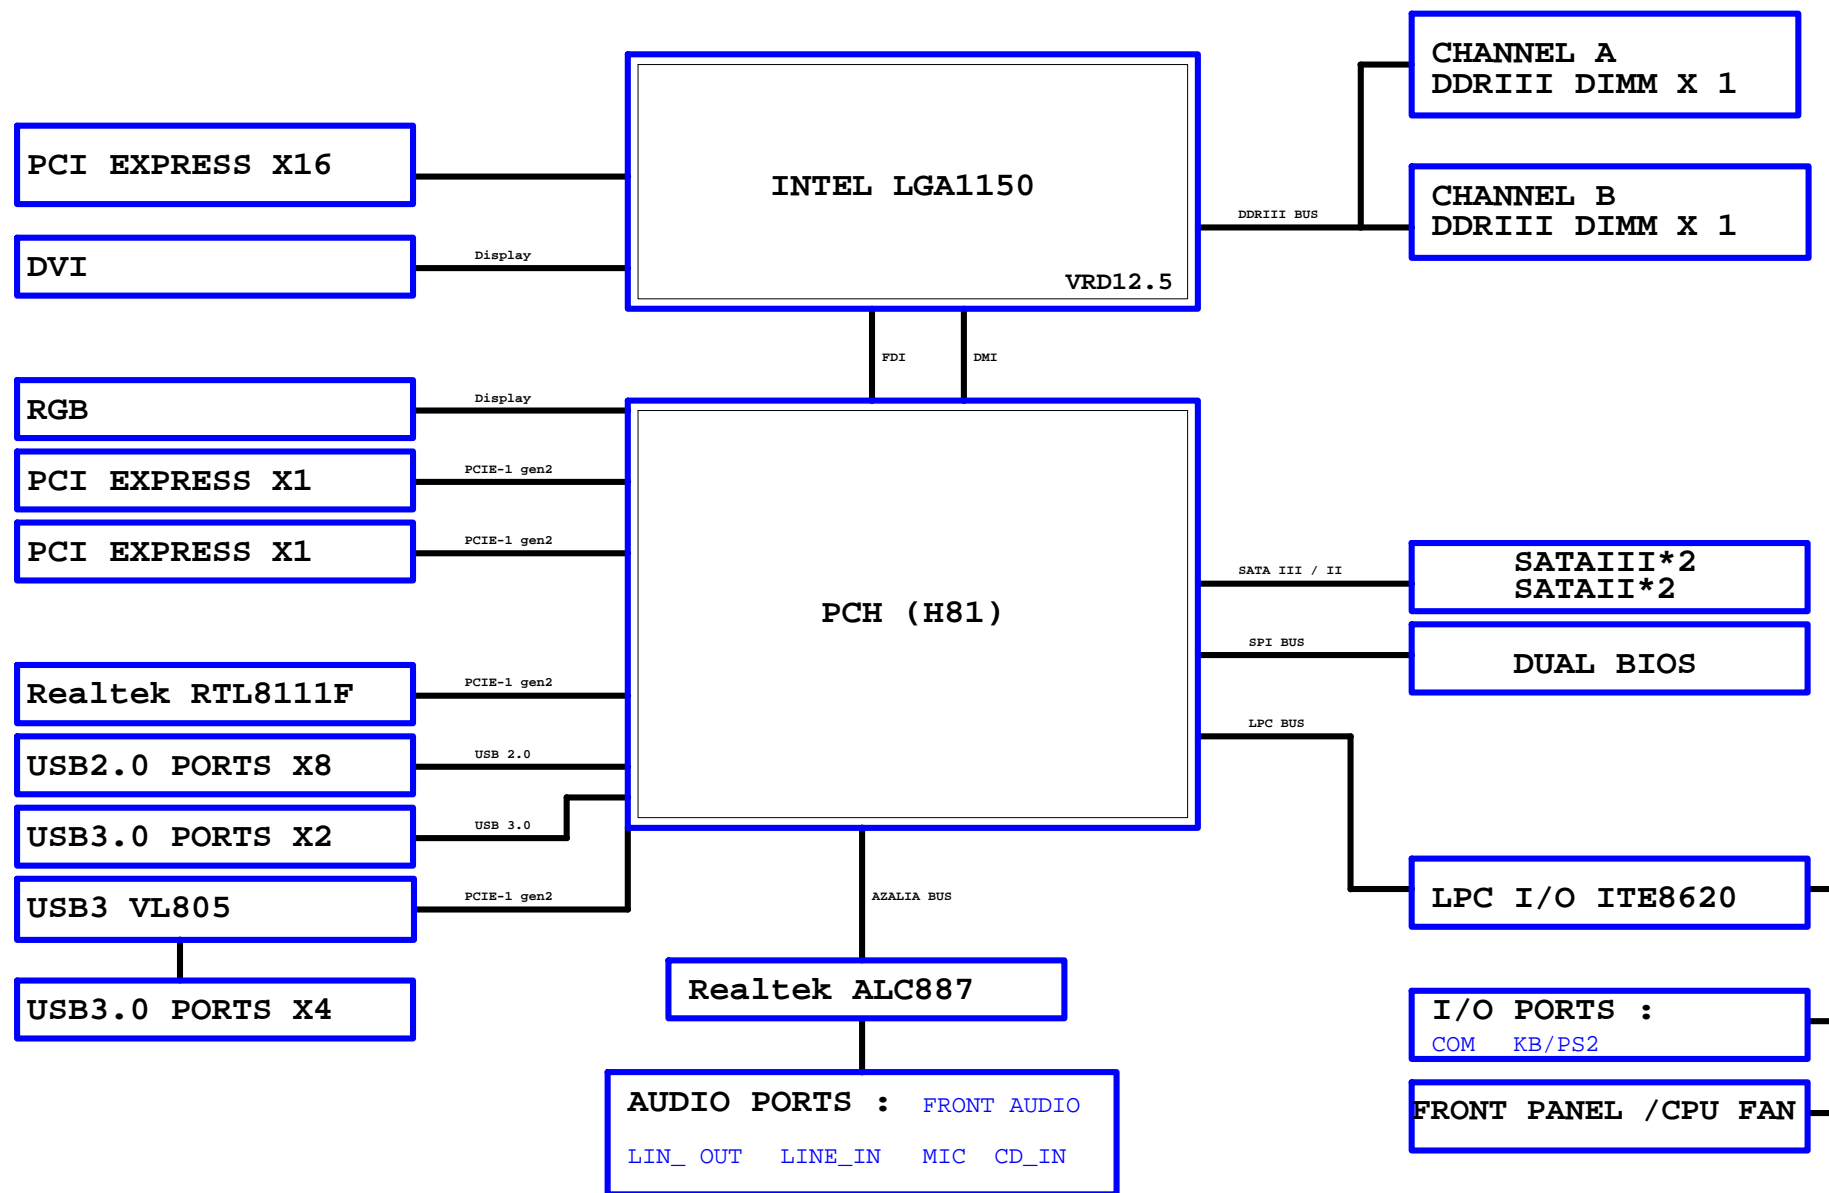 CHANNEL A
DDRIII DIMM X 1
PCI EXPRESS X16
INTEL LGA1150
CHANNEL B
DDRIII DIMM X 1
DDRIII BUS
DVI
Display
VRD12.5
FDI
DMI
RGB
Display
PCI EXPRESS X1
PCIE-1 gen2
PCI EXPRESS X1
PCIE-1 gen2
SATAIII*2
SATAII*2
SATA III / II
PCH (H81)
SPI BUS
DUAL BIOS
Realtek RTL8111F
PCIE-1 gen2
LPC BUS
USB2.0 PORTS X8
USB 2.0
USB3.0 PORTS X2
USB 3.0
USB3 VL805
PCIE-1 gen2
AZALIA BUS
LPC I/O ITE8620
Realtek ALC887
USB3.0 PORTS X4
I/O PORTS :
COM KB/PS2
AUDIO PORTS : FRONT AUDIO
LIN_ OUT LINE_IN MIC CD_IN
FRONT PANEL /CPU FAN